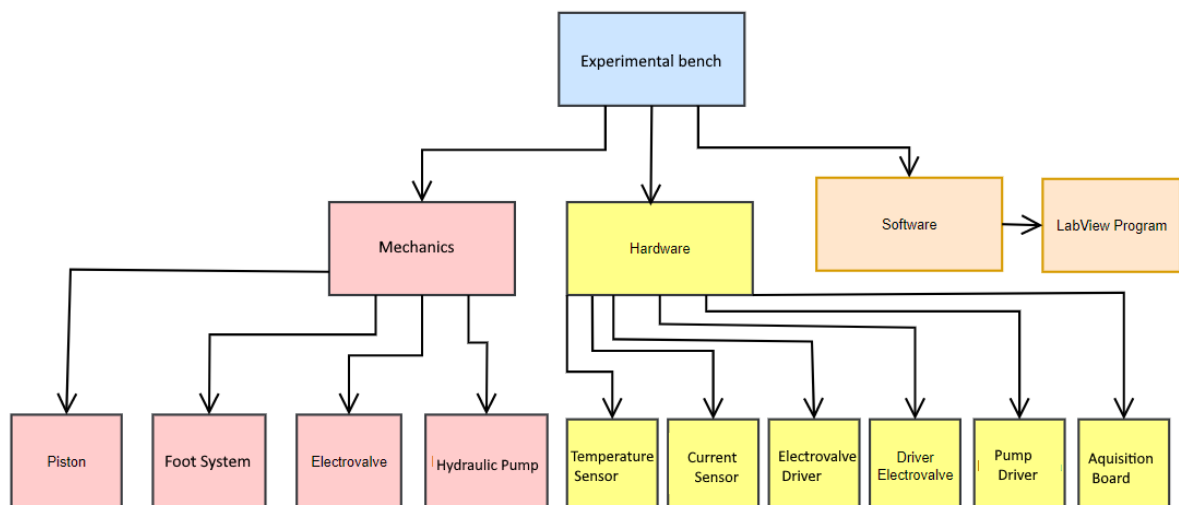 Experimental bench
Mechanics
Hardware
Software
LabView Program
Piston
Foot System
Electrovalve
Hydraulic Pump
Temperature
Sensor
Current
Sensor
Electrovalve
Driver
Driver
Electrovalve
Pump
Driver
Aquisition
Board